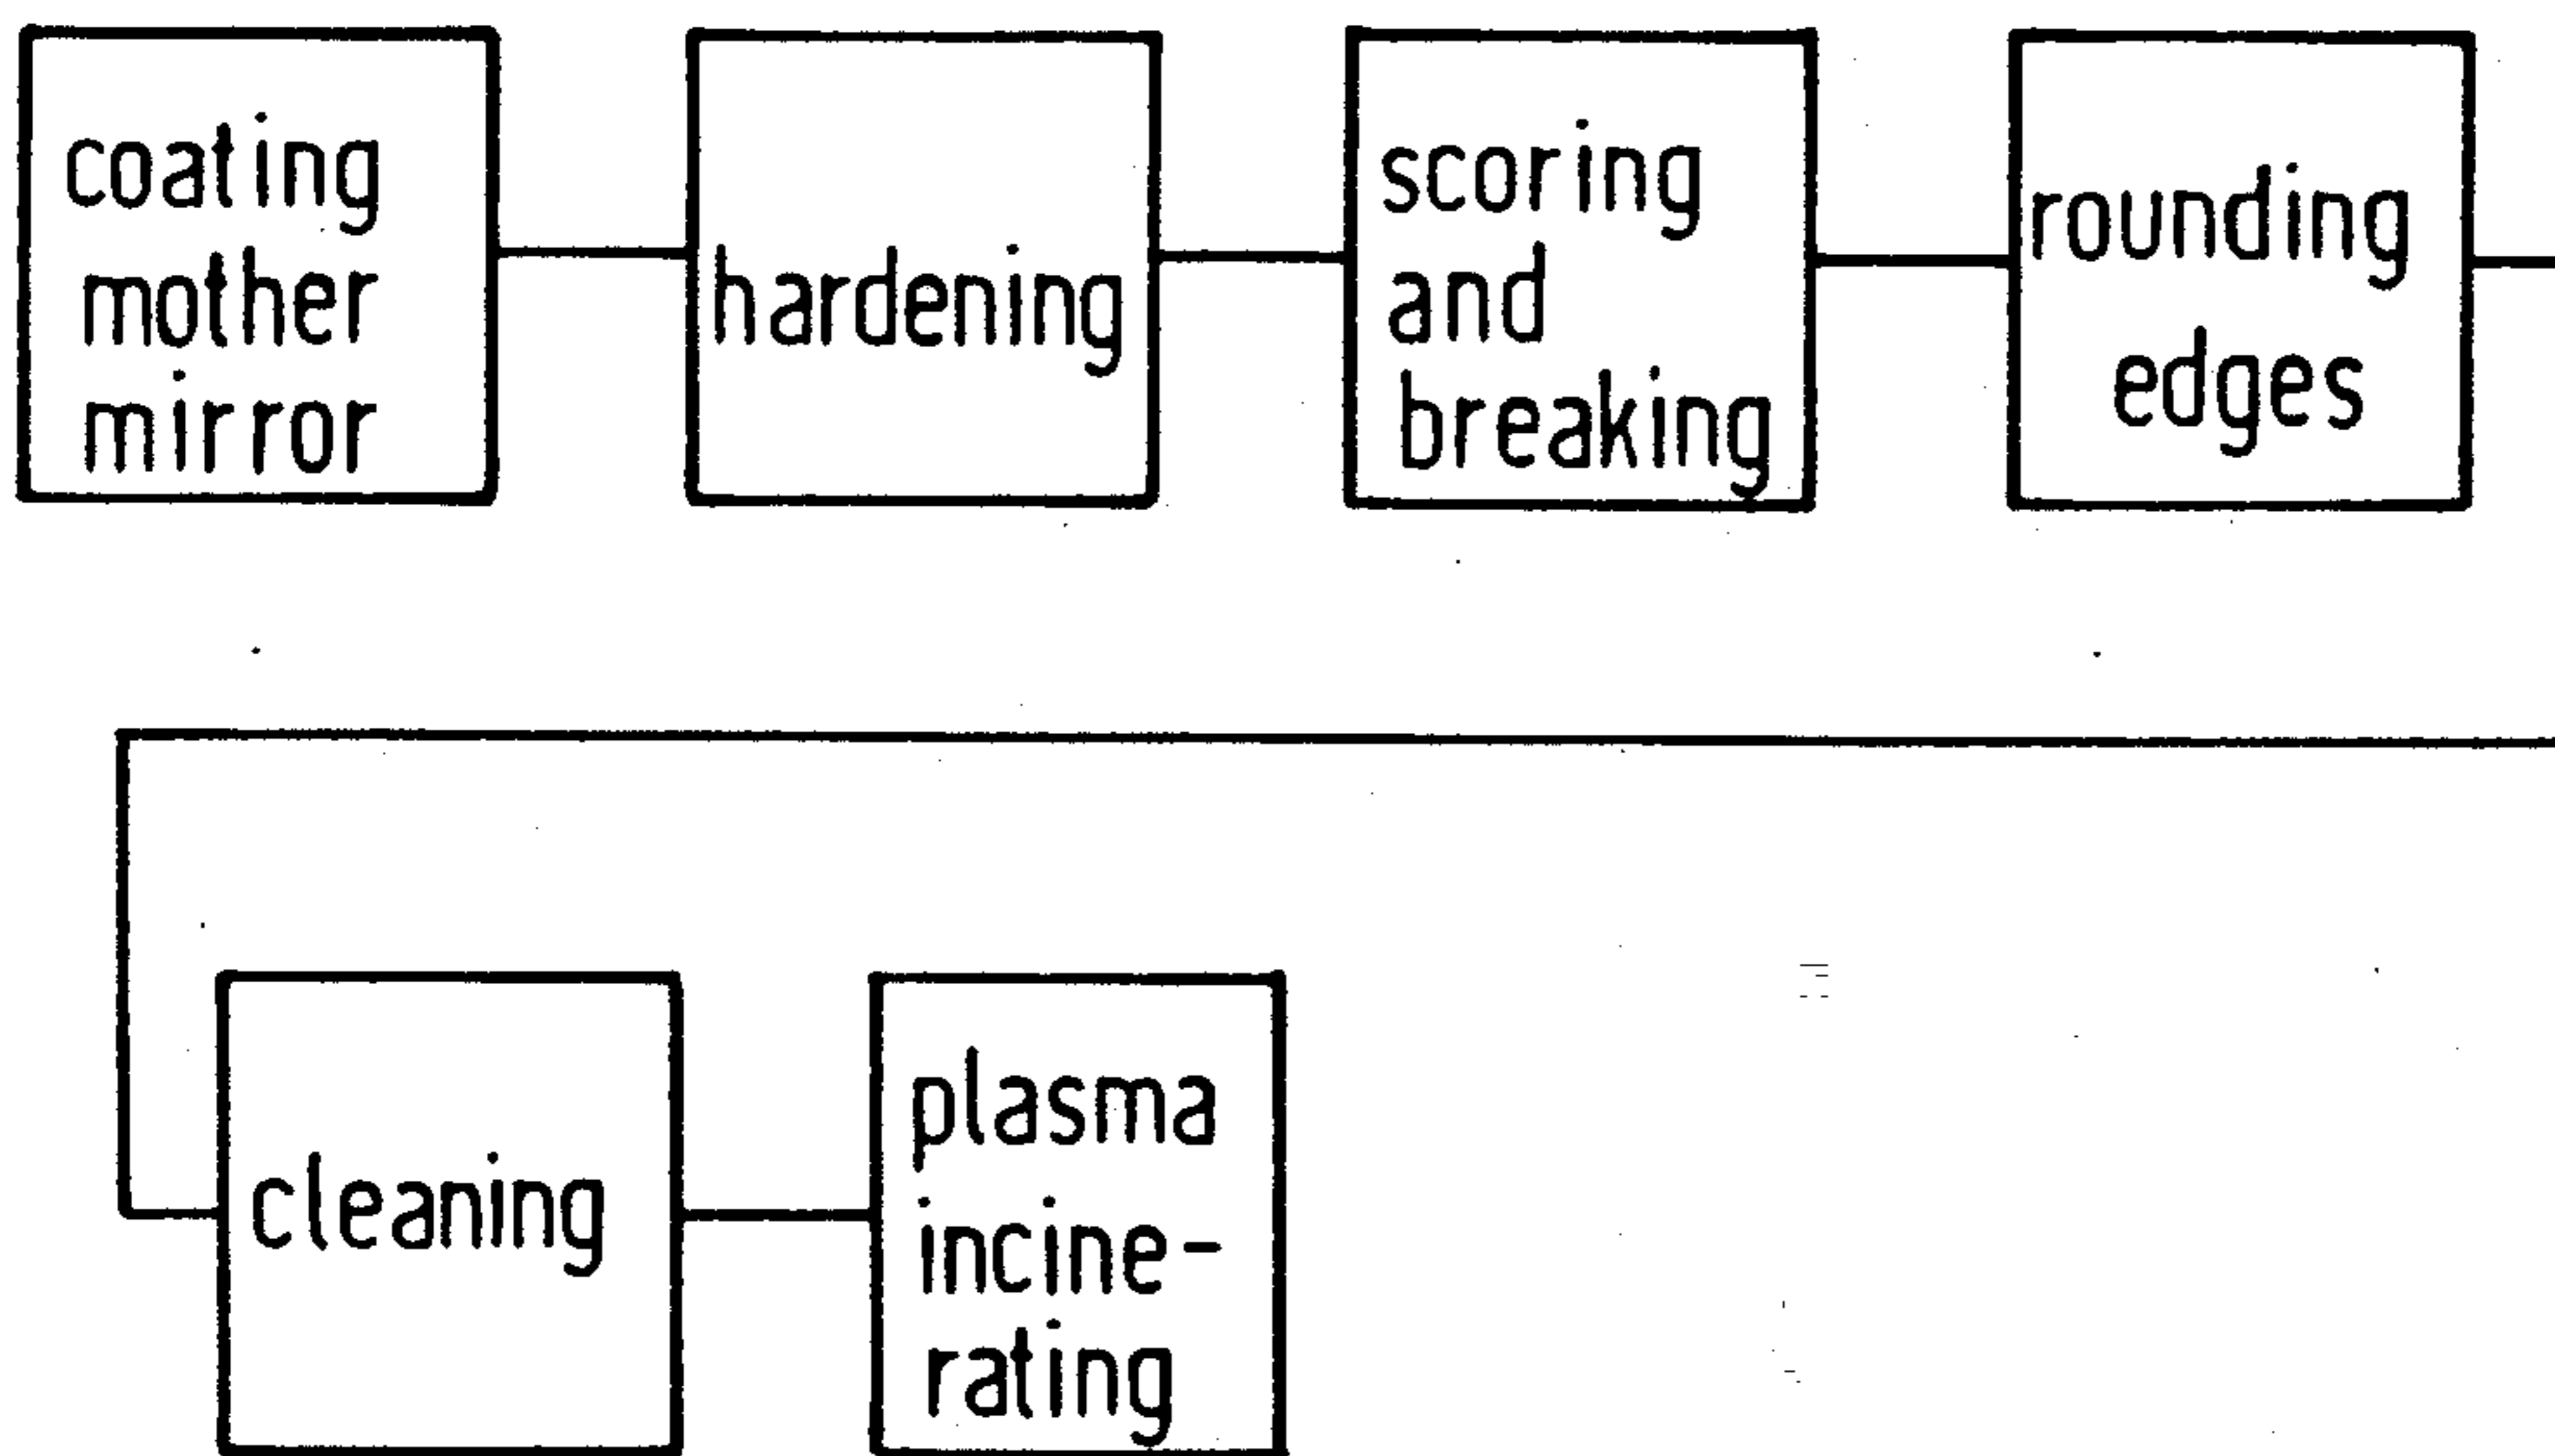 coating
mother
mirror
hardening
scoring
and
breaking
rounding
edges
cleaning
plasma
incine-
rating